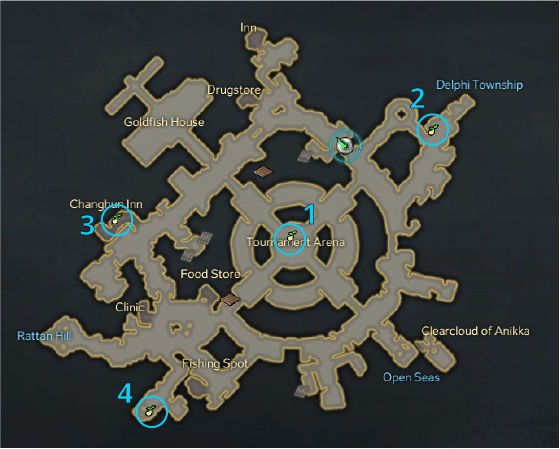 Inn
Delphi Township
Drugstore
2
Goldfish House
Changhun Inn
3
1
Tournament Arena
Food Store
Clinic
Rattan Hill
Clearcloud of Anikka
Fishing Spot
Open Seas
4